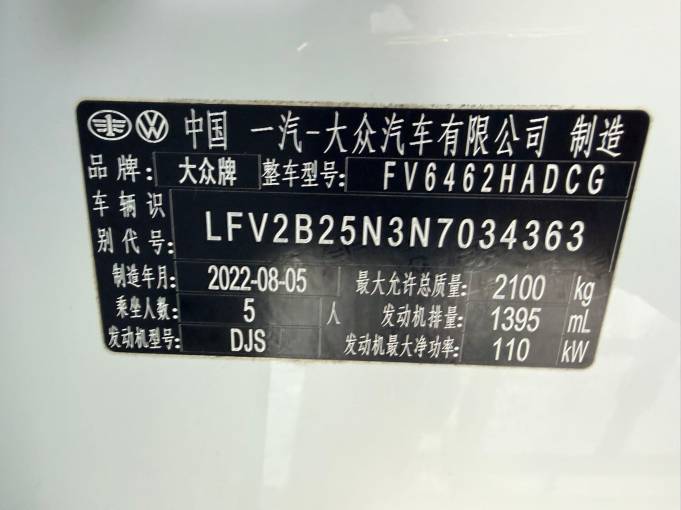 中国 一汽-大众汽车有限公司 制造
品牌: 大众牌 整车型号: FV6462HADCG
车辆识别代号: LFV2B25N3N7034363
制造年月: 2022-08-05 最大允许总质量: 2100 kg
乘坐人数: 5 人 发动机排量: 1395 mL
发动机型号: DJS 发动机最大净功率: 110 kW